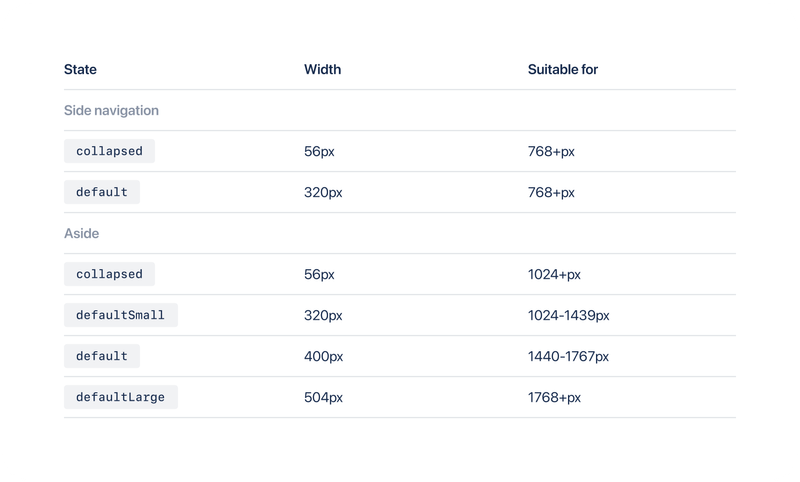 State Width Suitable for
Side navigation
collapsed 56px 768+px
default 320px 768+px
Aside
collapsed 56px 1024+px
defaultSmall 320px 1024-1439px
default 400px 1440-1767px
defaultLarge 504px 1768+px